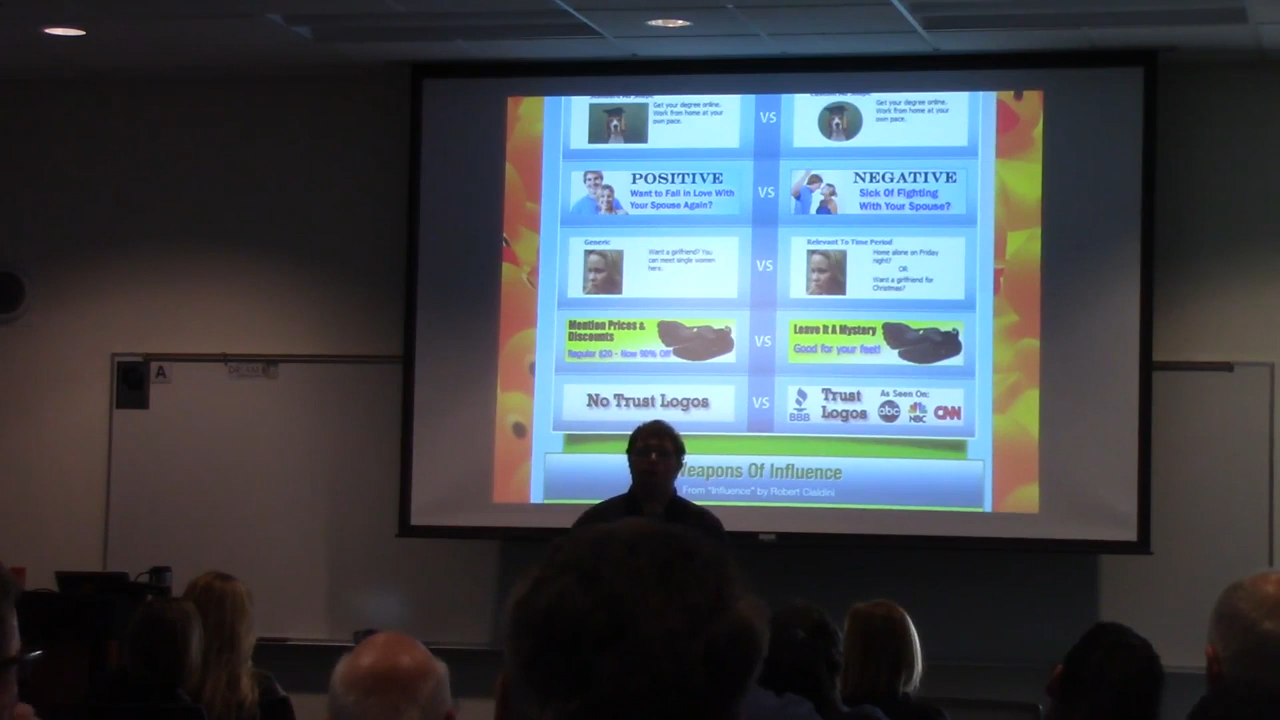 Get your degree online.
Work from home at your
own pace.
VS
Get your degree online.
Work from home at your
own pace.
POSITIVE
Want to Fall in Love With
Your Spouse Again?
VS
NEGATIVE
Sick Of Fighting
With Your Spouse?
Generic
Want a girlfriend? You
can meet single women
here.
VS
Relevant To Time Period
Home alone on Friday
night?
OR
Want a girlfriend for
Christmas?
Mention Prices &
Discounts
Regular $20 - Now 90% Off
VS
Leave It A Mystery
Good for your feet!
No Trust Logos
VS
BBB
Trust
Logos
As Seen On:
abc
NBC
CNN
Weapons Of Influence
From "Influence" by Robert Cialdini
A